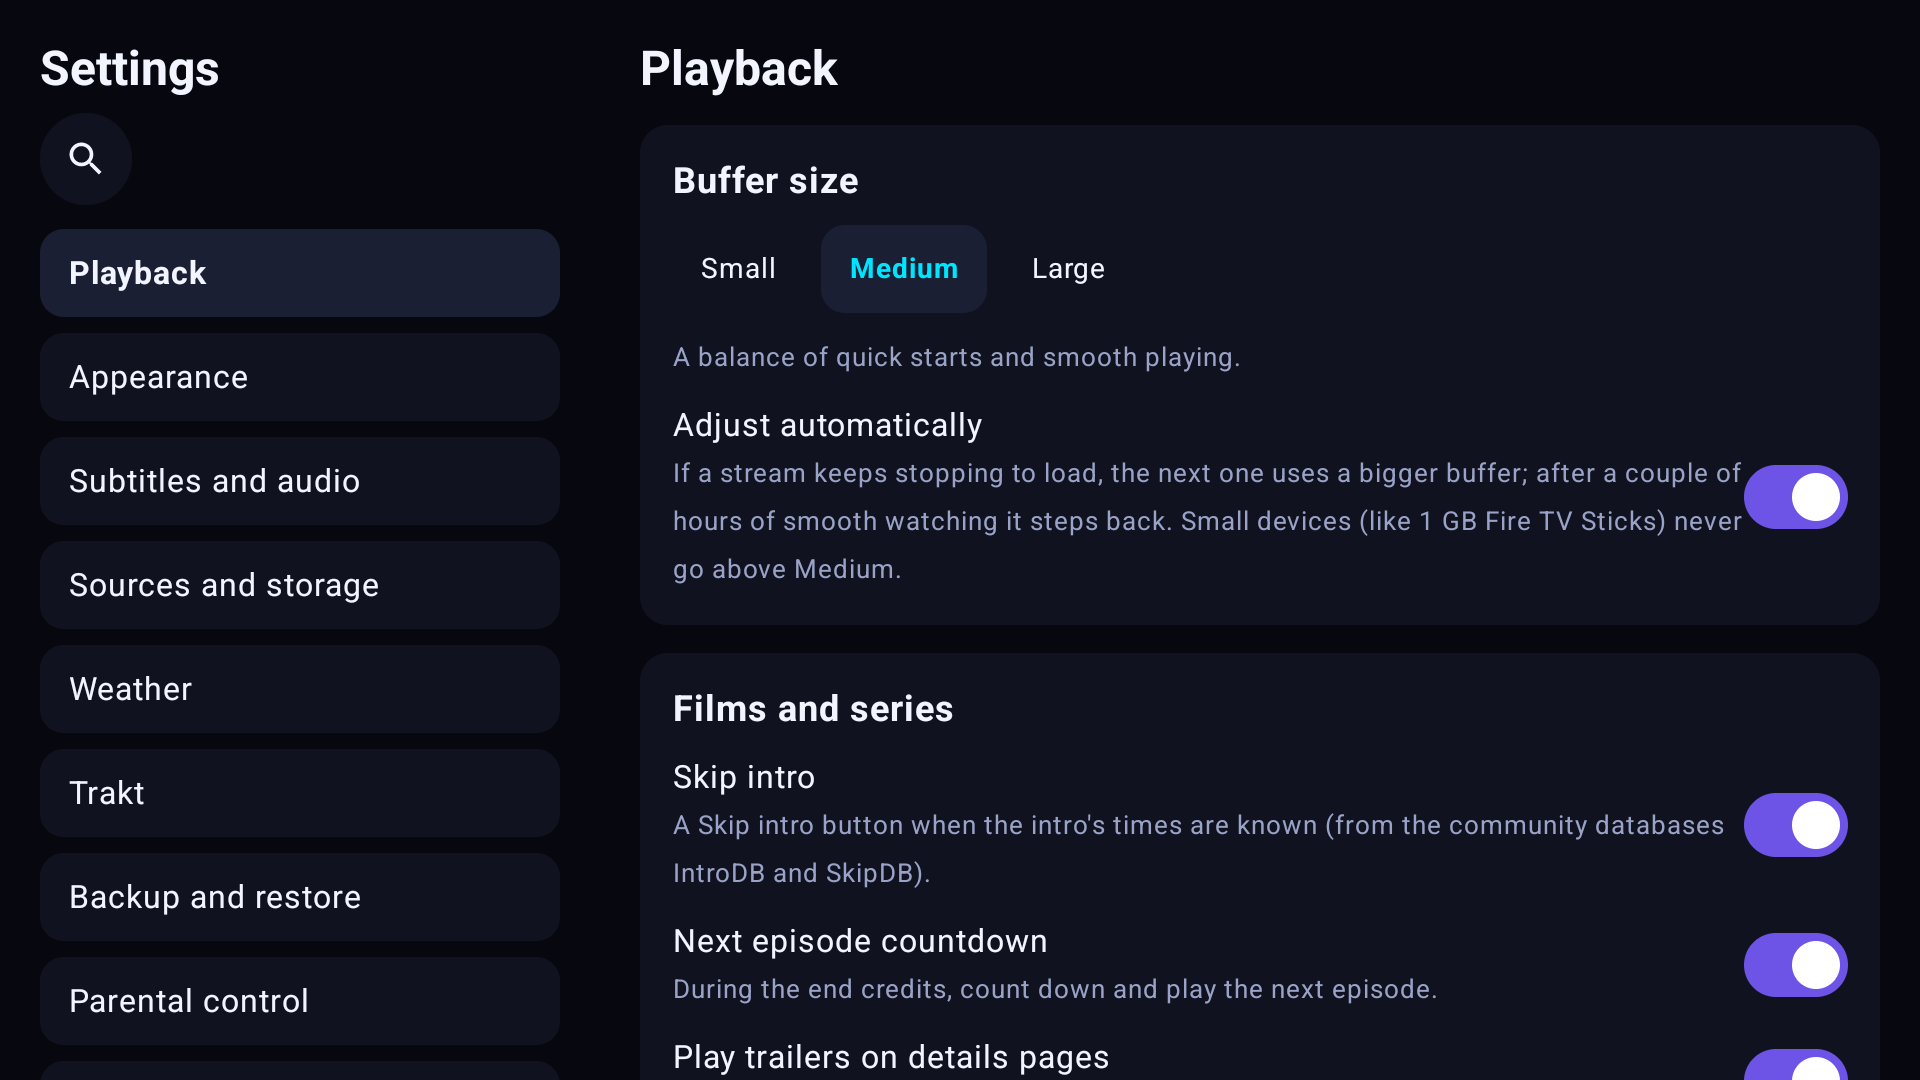 Settings
Playback
Appearance
Subtitles and audio
Sources and storage
Weather
Trakt
Backup and restore
Parental control
Playback
Buffer size
Small
Medium
Large
A balance of quick starts and smooth playing.
Adjust automatically
If a stream keeps stopping to load, the next one uses a bigger buffer; after a couple of
hours of smooth watching it steps back. Small devices (like 1 GB Fire TV Sticks) never
go above Medium.
Films and series
Skip intro
A Skip intro button when the intro's times are known (from the community databases
IntroDB and SkipDB).
Next episode countdown
During the end credits, count down and play the next episode.
Play trailers on details pages